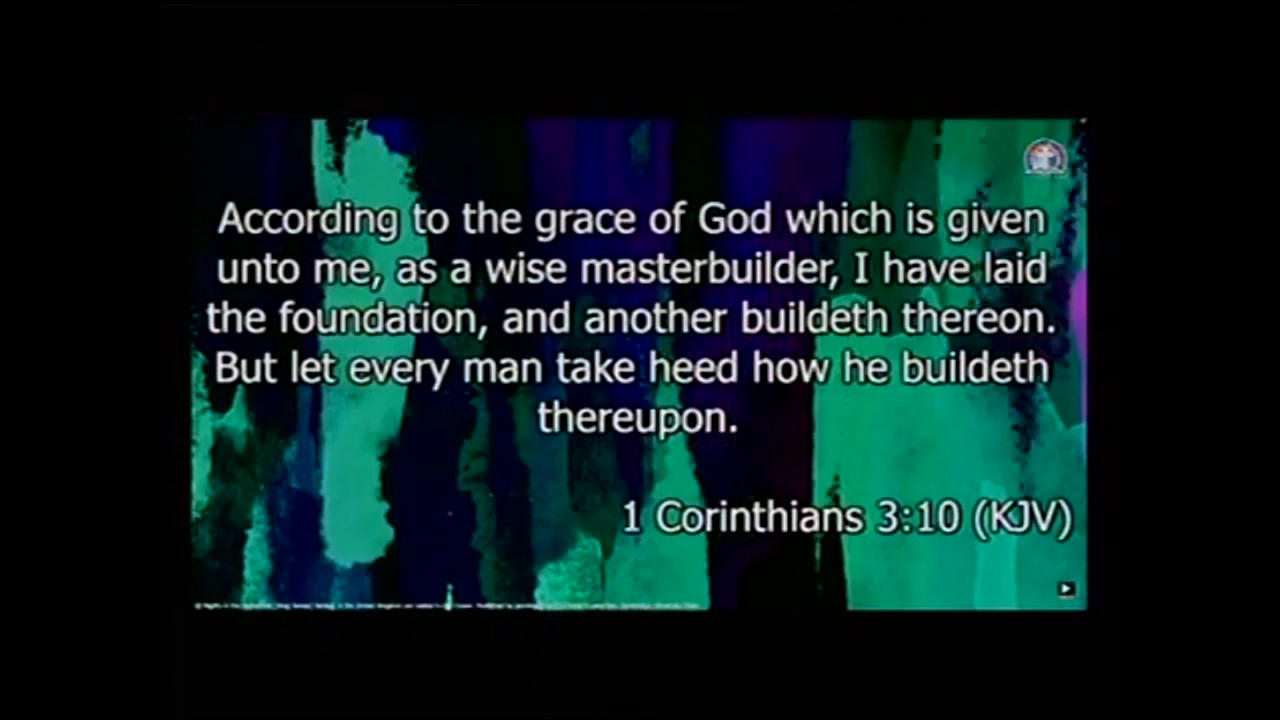 According to the grace of God which is given
unto me, as a wise masterbuilder, I have laid
the foundation, and another buildeth thereon.
But let every man take heed how he buildeth
thereupon.
1 Corinthians 3:10 (KJV)